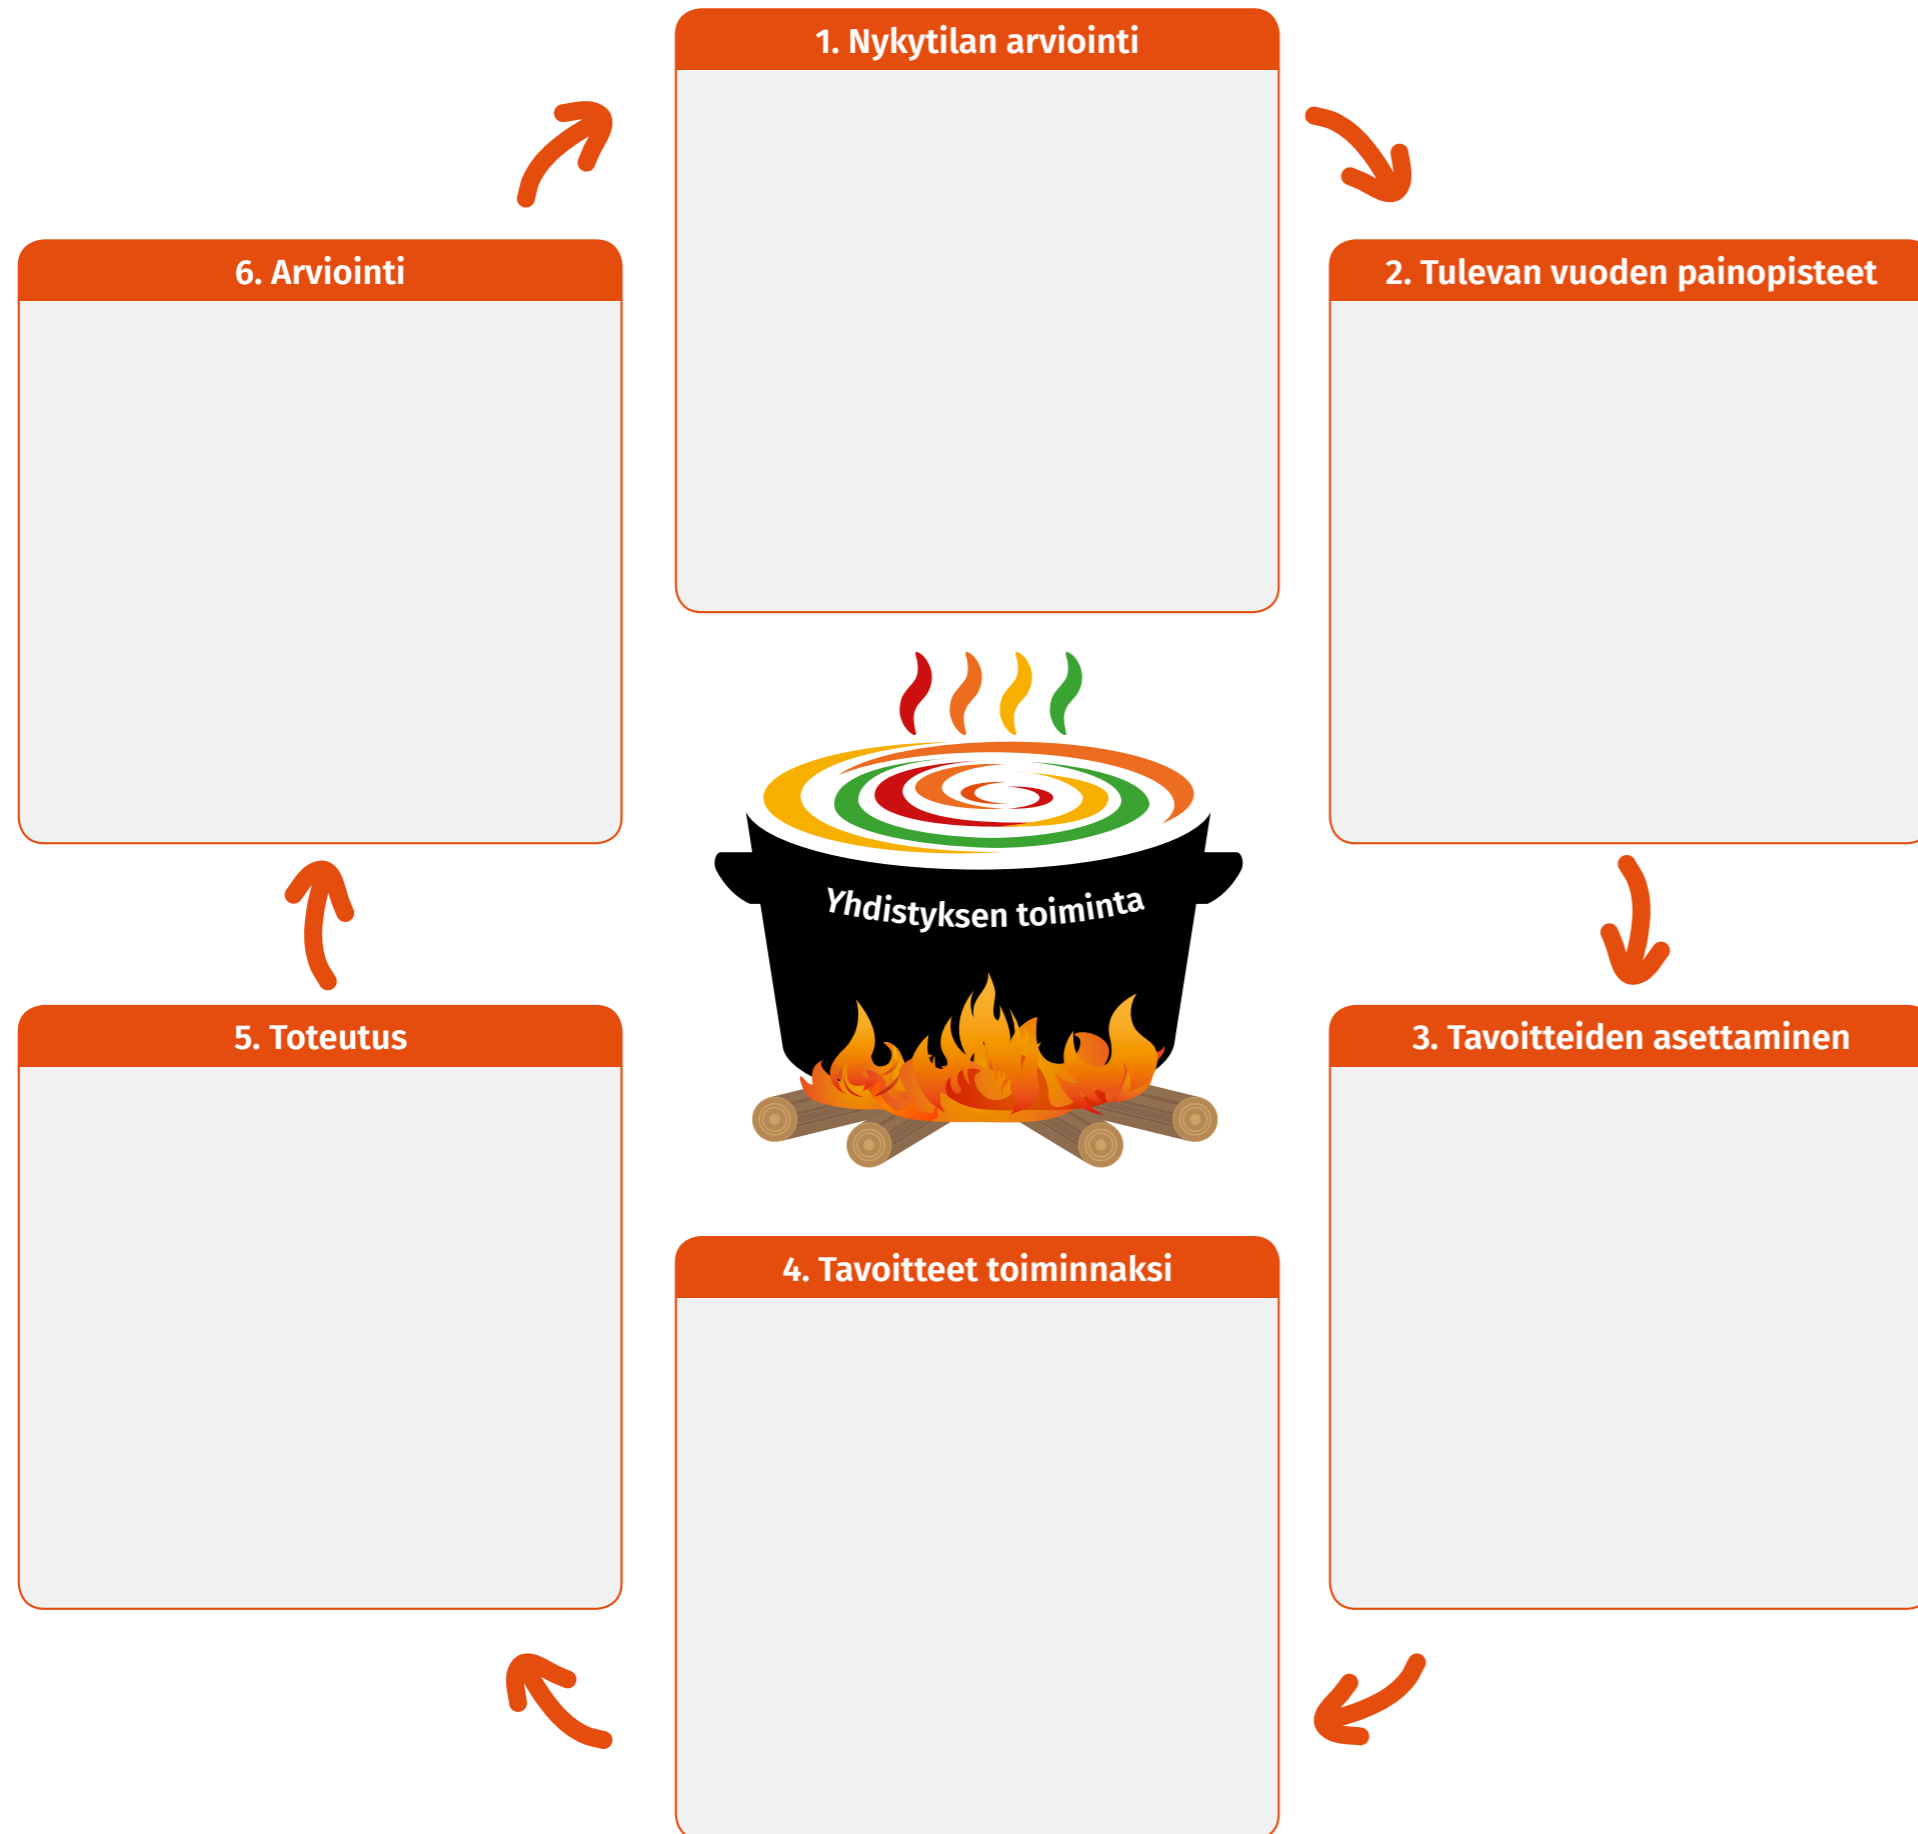 1. Nykytilan arviointi
6. Arviointi
2. Tulevan vuoden painopisteet
Yhdistyksen toiminta
5. Toteutus
3. Tavoitteiden asettaminen
4. Tavoitteet toiminnaksi